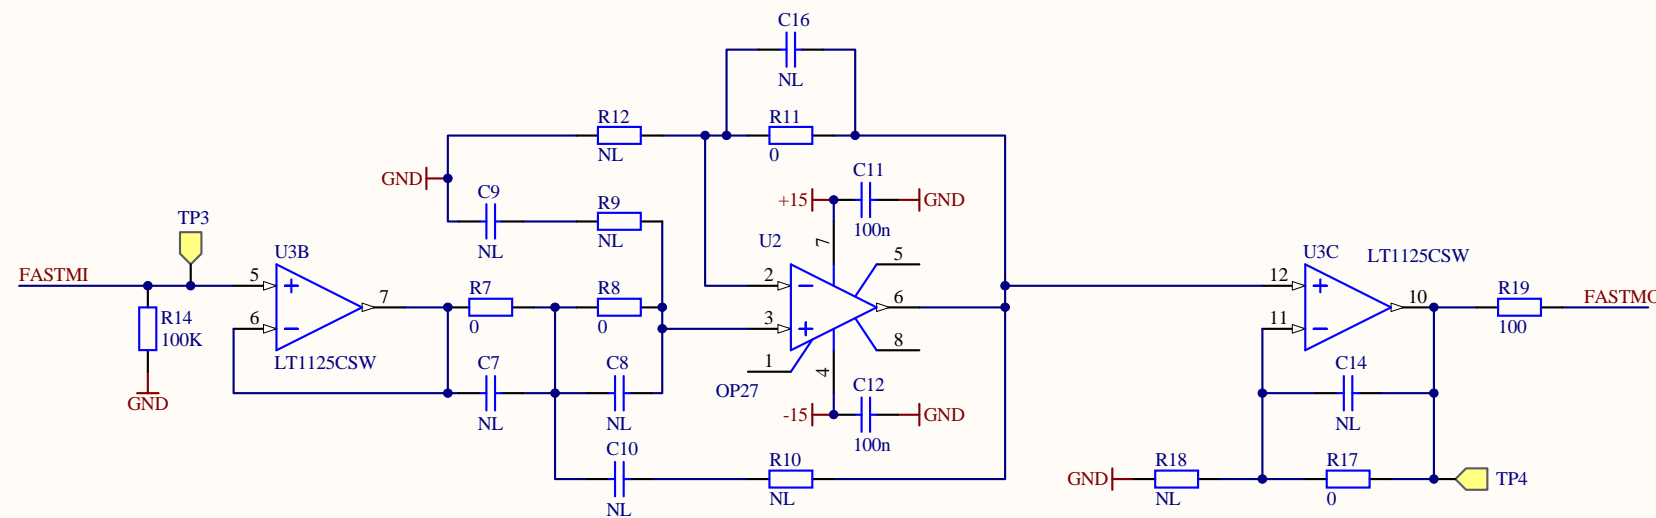 C16
NL
R12
NL
R11
0
GND
C9
NL
R9
NL
C11
+15
GND
100n
TP3
FASTMI
U3B
5
6
7
R14
100K
LT1125CSW
GND
R7
0
R8
0
C7
NL
C8
NL
U2
7
5
2
6
3
8
1
4
OP27
C12
-15
GND
100n
C10
NL
R10
NL
U3C
LT1125CSW
12
11
10
R19
100
FASTMO
C14
NL
GND
R18
NL
R17
0
TP4